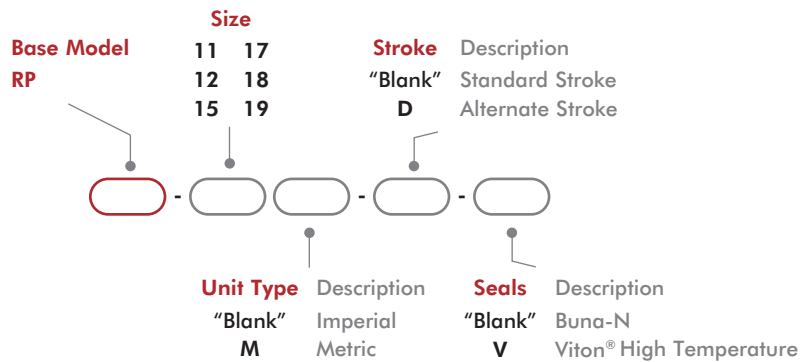 Size
Base Model 11 17 Stroke Description
RP 12 18 “Blank” Standard Stroke
15 19 D Alternate Stroke
- - -
Unit Type Description Seals Description
“Blank” Imperial “Blank” Buna-N
M Metric V Viton® High Temperature